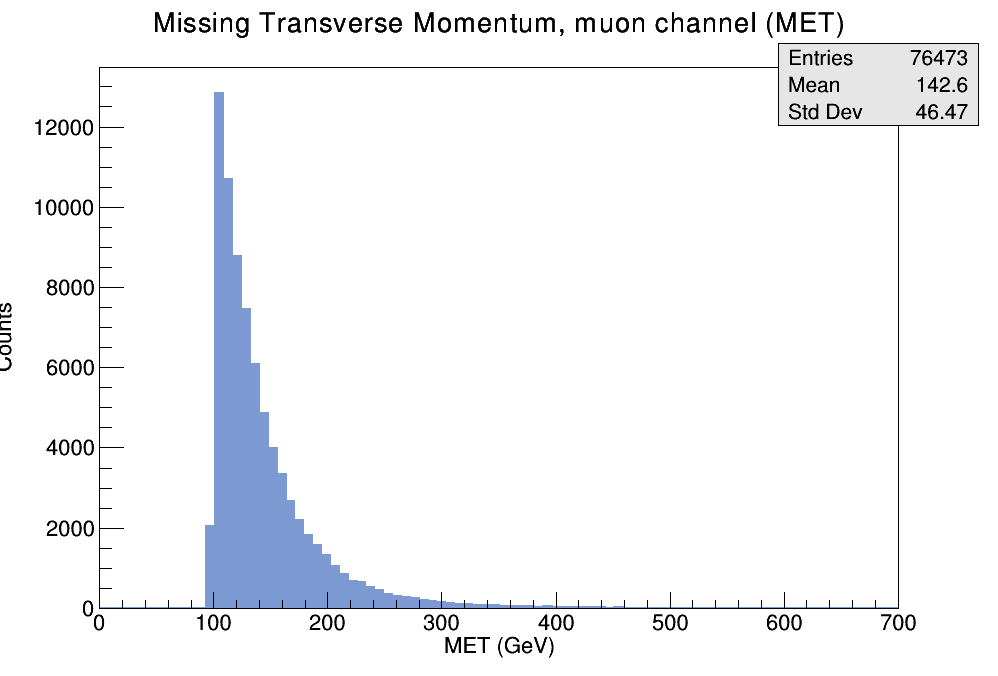 Missing Transverse Momentum, muon channel (MET)
Entries 76473
Mean 142.6
Std Dev 46.47
Counts
12000
10000
8000
6000
4000
2000
0
0 100 200 300 400 500 600 700
MET (GeV)